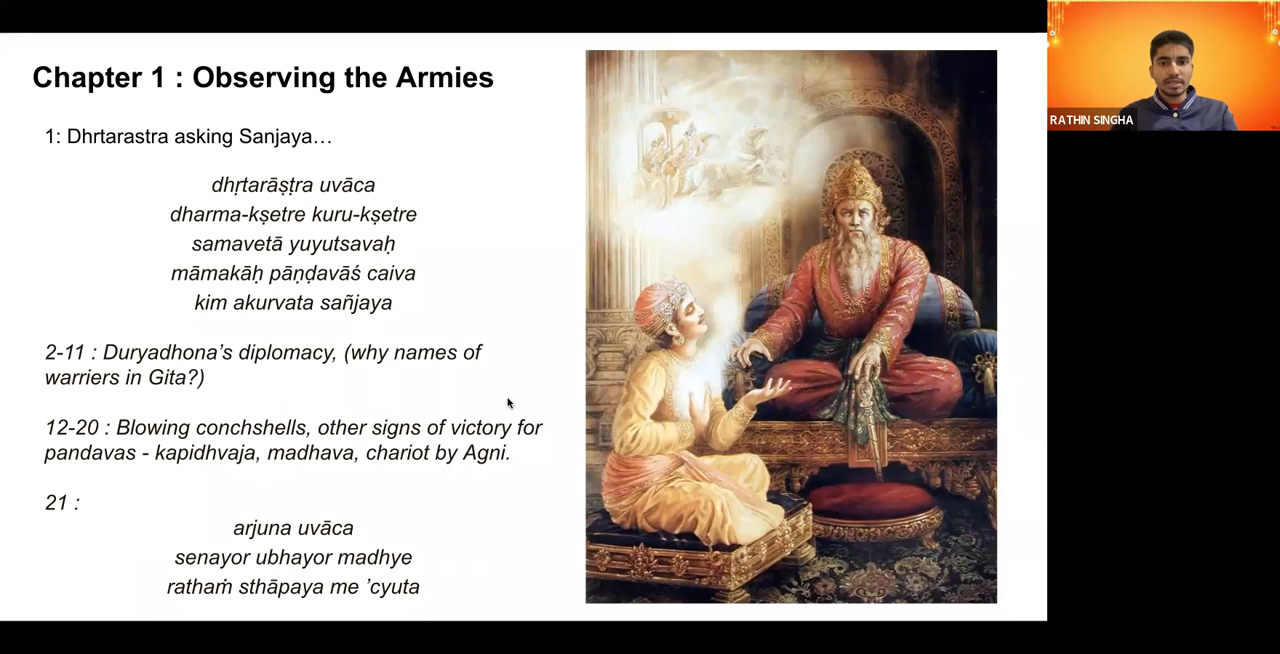 Chapter 1 : Observing the Armies
1: Dhrtarastra asking Sanjaya…
dhṛtarāṣṭra uvāca
dharma-kṣetre kuru-kṣetre
samavetā yuyutsavaḥ
māmakāḥ pāṇḍavāś caiva
kim akurvata sañjaya
2-11 : Duryadhona’s diplomacy, (why names of
warriers in Gita?)
12-20 : Blowing conchshells, other signs of victory for
pandavas - kapidhvaja, madhava, chariot by Agni.
21 :
arjuna uvāca
senayor ubhayor madhye
rathaṁ sthāpaya me ’cyuta
RATHIN SINGHA